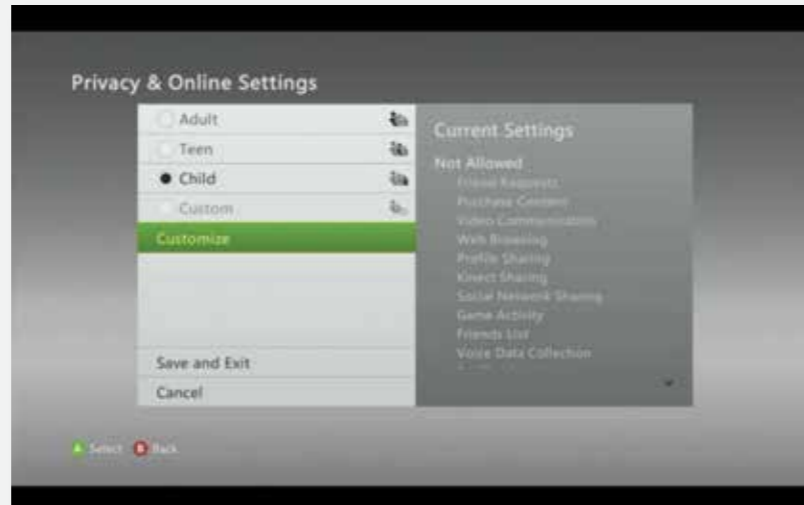 Privacy & Online Settings
Adult
Teen
Child
Custom
Customize
Save and Exit
Cancel
Current Settings
Not Allowed
Friend Requests
Purchase Content
Video Communication
Web Browsing
Profile Sharing
Kinect Sharing
Social Network Sharing
Game Activity
Friends List
Voice Data Collection
A Select B Back